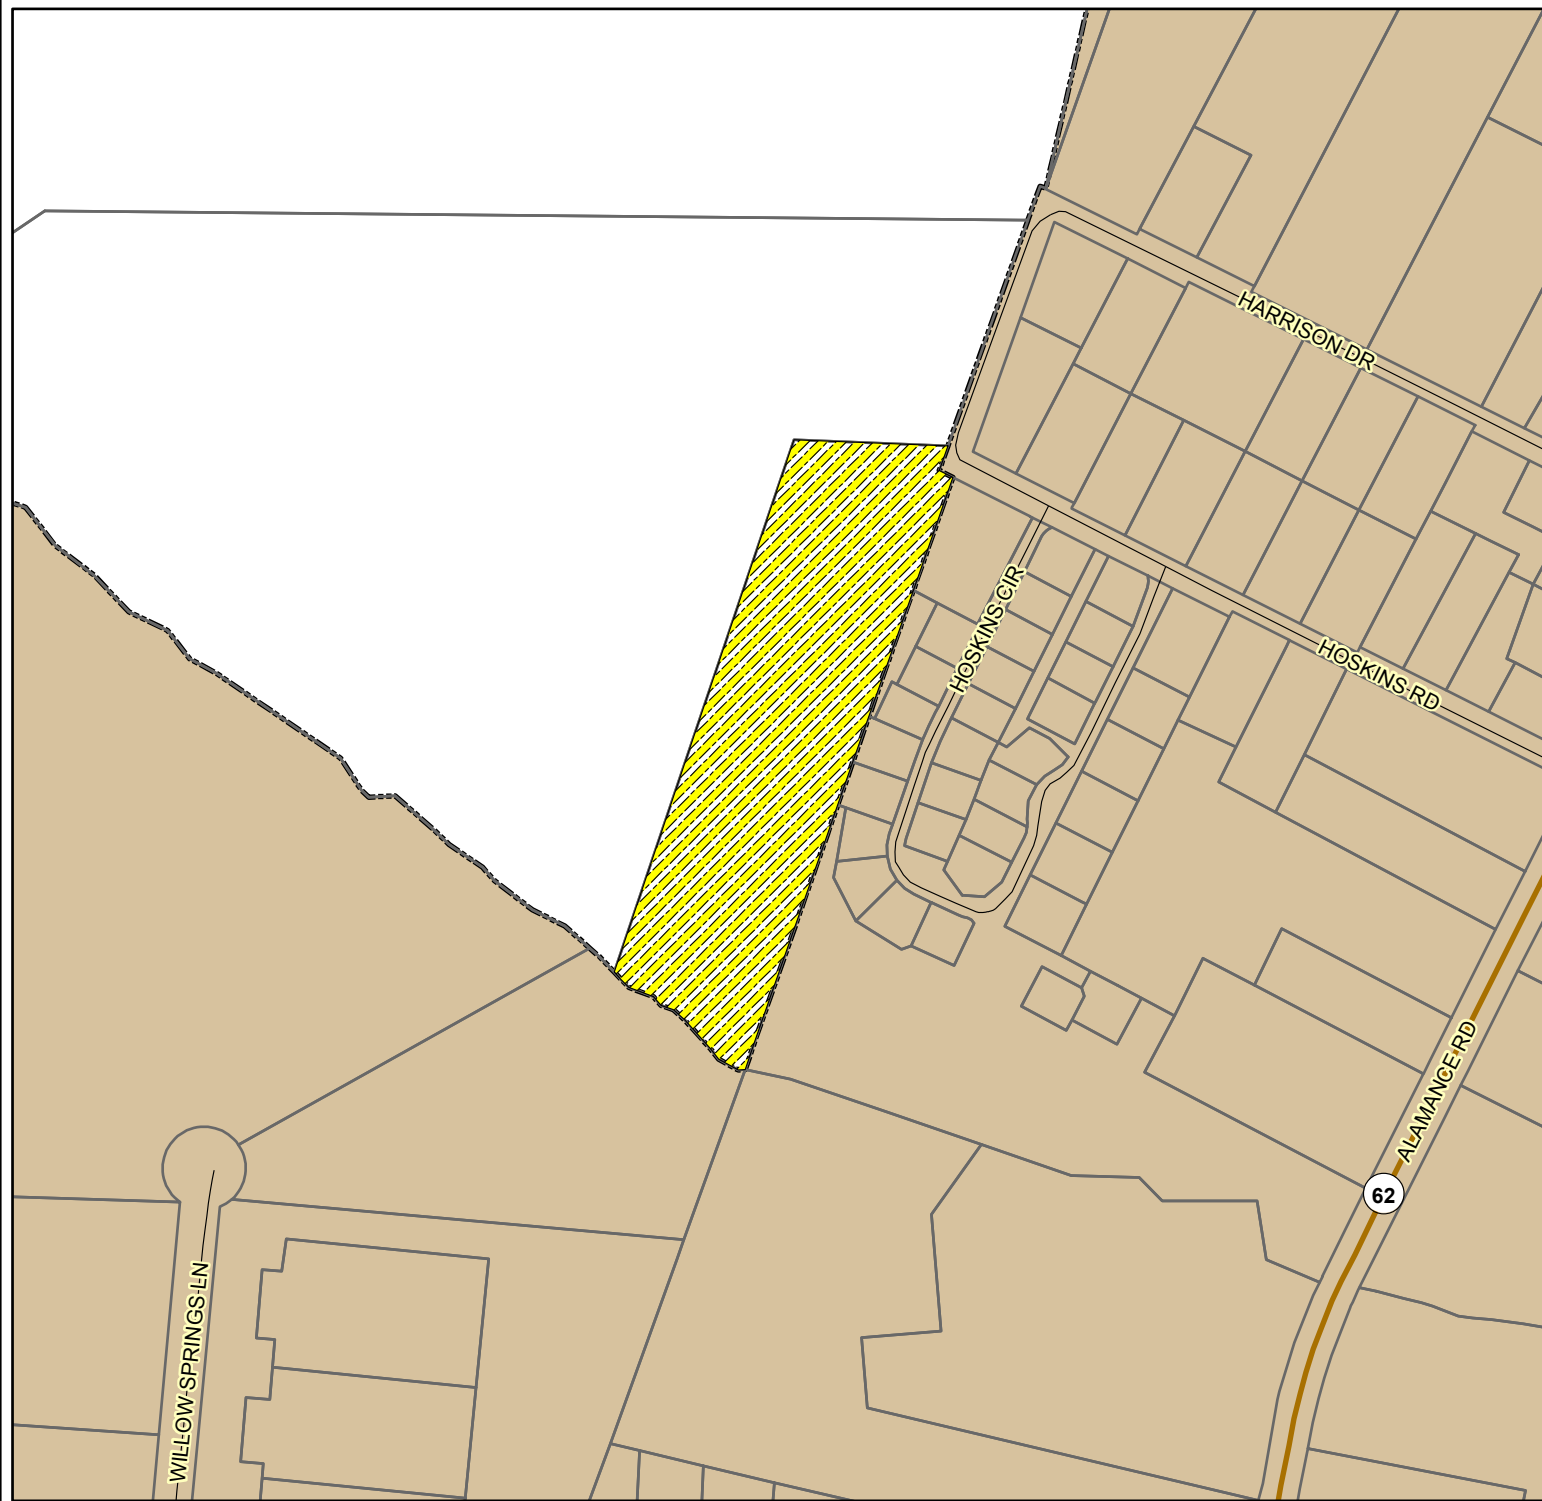 HARRISON DR
HOSKINS CIR
HOSKINS RD
ALAMANCE RD
62
WILLOW SPRINGS LN